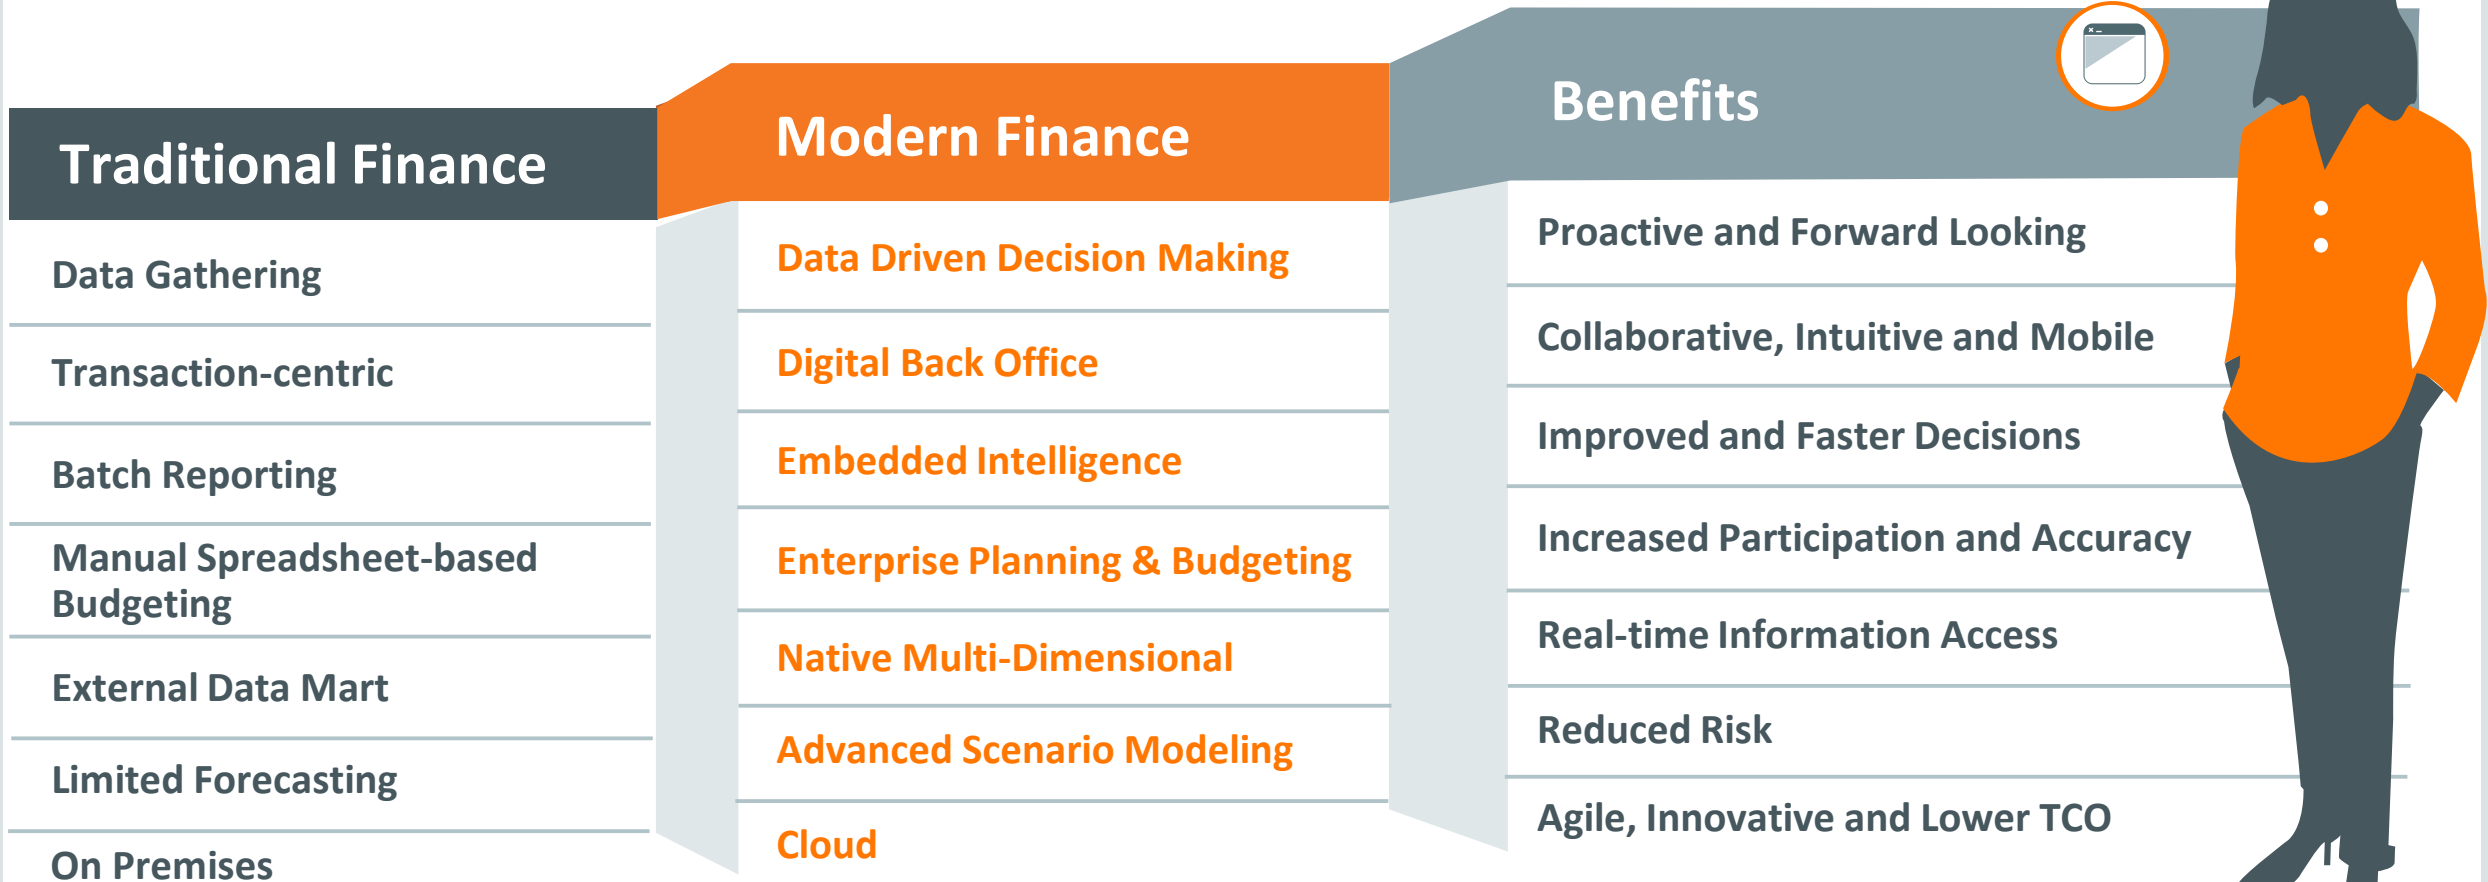 Traditional Finance
Data Gathering
Transaction-centric
Batch Reporting
Manual Spreadsheet-based
Budgeting
External Data Mart
Limited Forecasting
On Premises
Modern Finance
Data Driven Decision Making
Digital Back Office
Embedded Intelligence
Enterprise Planning & Budgeting
Native Multi-Dimensional
Advanced Scenario Modeling
Cloud
Benefits
Proactive and Forward Looking
Collaborative, Intuitive and Mobile
Improved and Faster Decisions
Increased Participation and Accuracy
Real-time Information Access
Reduced Risk
Agile, Innovative and Lower TCO